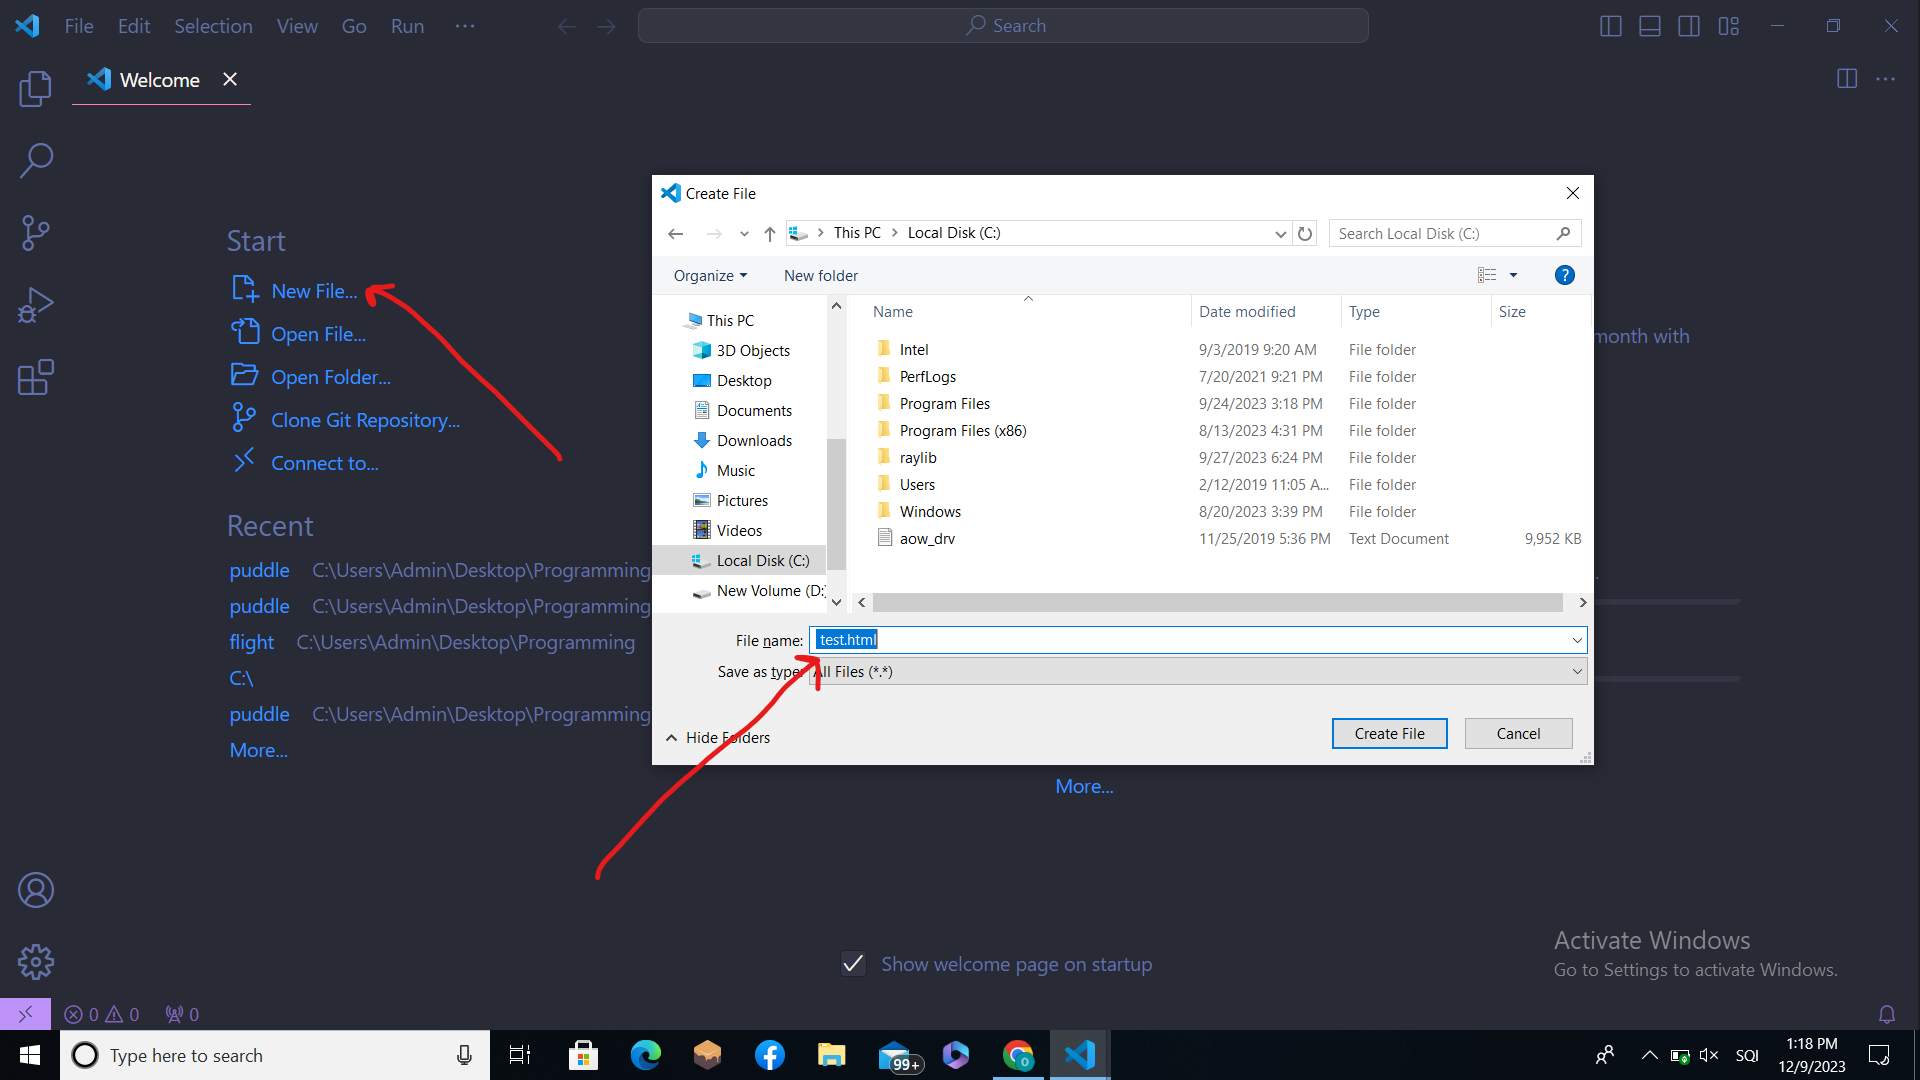 File Edit Selection View Go Run ···
Search
Welcome
Start
New File...
Open File...
Open Folder...
Clone Git Repository...
Connect to...
Recent
puddle C:\Users\Admin\Desktop\Programming
puddle C:\Users\Admin\Desktop\Programming
flight C:\Users\Admin\Desktop\Programming
C:\
puddle C:\Users\Admin\Desktop\Programming
More...
month with
More...
Show welcome page on startup
Create File
This PC > Local Disk (C:)
Search Local Disk (C:)
Organize New folder
This PC
3D Objects
Desktop
Documents
Downloads
Music
Pictures
Videos
Local Disk (C:)
New Volume (D:)
Name Date modified Type Size
Intel 9/3/2019 9:20 AM File folder
PerfLogs 7/20/2021 9:21 PM File folder
Program Files 9/24/2023 3:18 PM File folder
Program Files (x86) 8/13/2023 4:31 PM File folder
raylib 9/27/2023 6:24 PM File folder
Users 2/12/2019 11:05 A... File folder
Windows 8/20/2023 3:39 PM File folder
aow_drv 11/25/2019 5:36 PM Text Document 9,952 KB
File name: test.html
Save as type: All Files (*.*)
Hide Folders
Create File Cancel
Activate Windows
Go to Settings to activate Windows.
0 0 0
Type here to search
99+
SQI
1:18 PM
12/9/2023